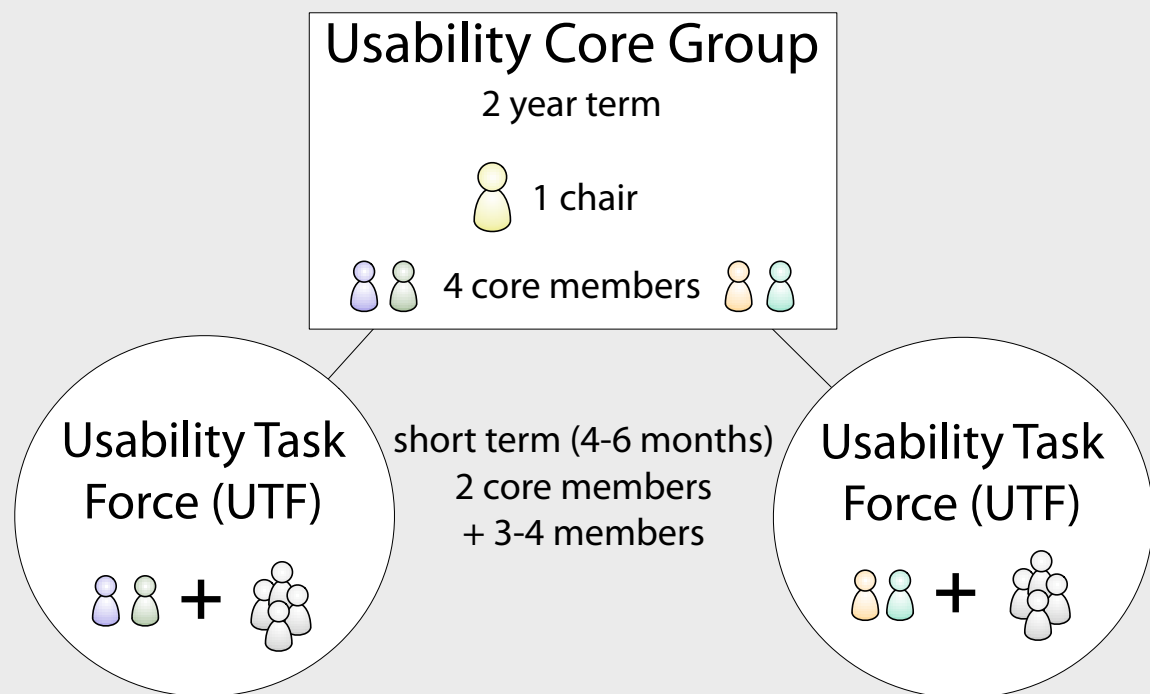 Usability Core Group
2 year term
1 chair
4 core members
Usability Task
Force (UTF)
+
short term (4-6 months)
2 core members
+ 3-4 members
Usability Task
Force (UTF)
+